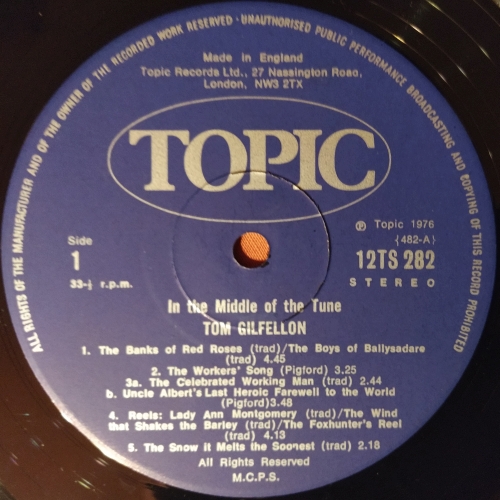 ALL RIGHTS OF THE MANUFACTURER AND OF THE OWNER OF THE RECORDED WORK RESERVED · UNAUTHORISED PUBLIC PERFORMANCE BROADCASTING AND COPYING OF THIS RECORD PROHIBITED
Made in England
Topic Records Ltd., 27 Nassington Road,
London, NW3 2TX
TOPIC
Ⓟ Topic 1976
Side
(482-A)
1
12TS 282
33-⅓ r.p.m.
STEREO
In the Middle of the Tune
TOM GILFELLON
1. The Banks of Red Roses (trad)/The Boys of Ballysadare
(trad) 4.45
2. The Workers' Song (Pigford) 3.25
3a. The Celebrated Working Man (trad) 2.44
b. Uncle Albert's Last Heroic Farewell to the World
(Pigford)3.48
4. Reels: Lady Ann Montgomery (trad)/The Wind
that Shakes the Barley (trad)/The Foxhunter's Reel
(trad) 4.13
5. The Snow it Melts the Soonest (trad) 2.18
All Rights Reserved
M.C.P.S.